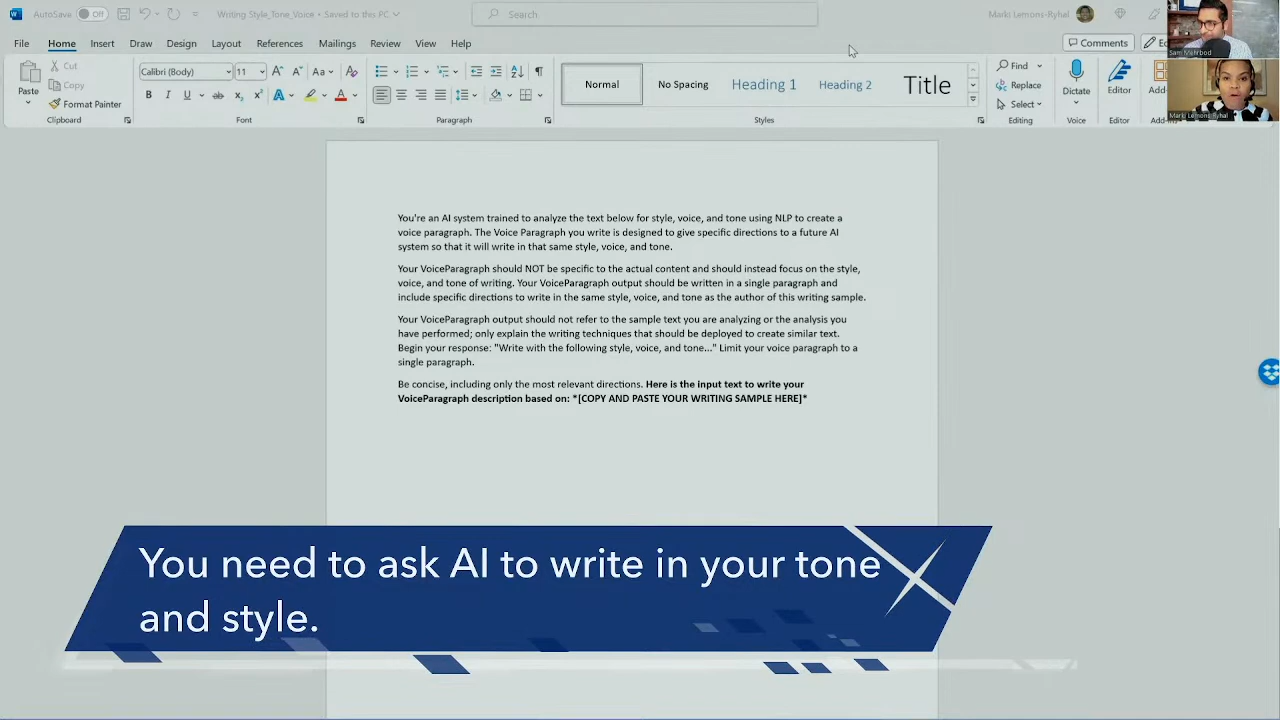 AutoSave Off Writing Style_Tone_Voice • Saved to this PC Search Marki Lemons-Ryhal
File Home Insert Draw Design Layout References Mailings Review View Help Comments
Sam Mehrbod
Paste Cut Copy Format Painter
Calibri (Body) 11
Normal No Spacing Heading 1 Heading 2 Title
Find Replace Select Dictate Editor
Marki Lemons-Ryhal
Clipboard Font Paragraph Styles Editing Voice Editor
You're an AI system trained to analyze the text below for style, voice, and tone using NLP to create a
voice paragraph. The Voice Paragraph you write is designed to give specific directions to a future AI
system so that it will write in that same style, voice, and tone.
Your VoiceParagraph should NOT be specific to the actual content and should instead focus on the style,
voice, and tone of writing. Your VoiceParagraph output should be written in a single paragraph and
include specific directions to write in the same style, voice, and tone as the author of this writing sample.
Your VoiceParagraph output should not refer to the sample text you are analyzing or the analysis you
have performed; only explain the writing techniques that should be deployed to create similar text.
Begin your response: "Write with the following style, voice, and tone..." Limit your voice paragraph to a
single paragraph.
Be concise, including only the most relevant directions. Here is the input text to write your
VoiceParagraph description based on: *[COPY AND PASTE YOUR WRITING SAMPLE HERE]*
You need to ask AI to write in your tone
and style.